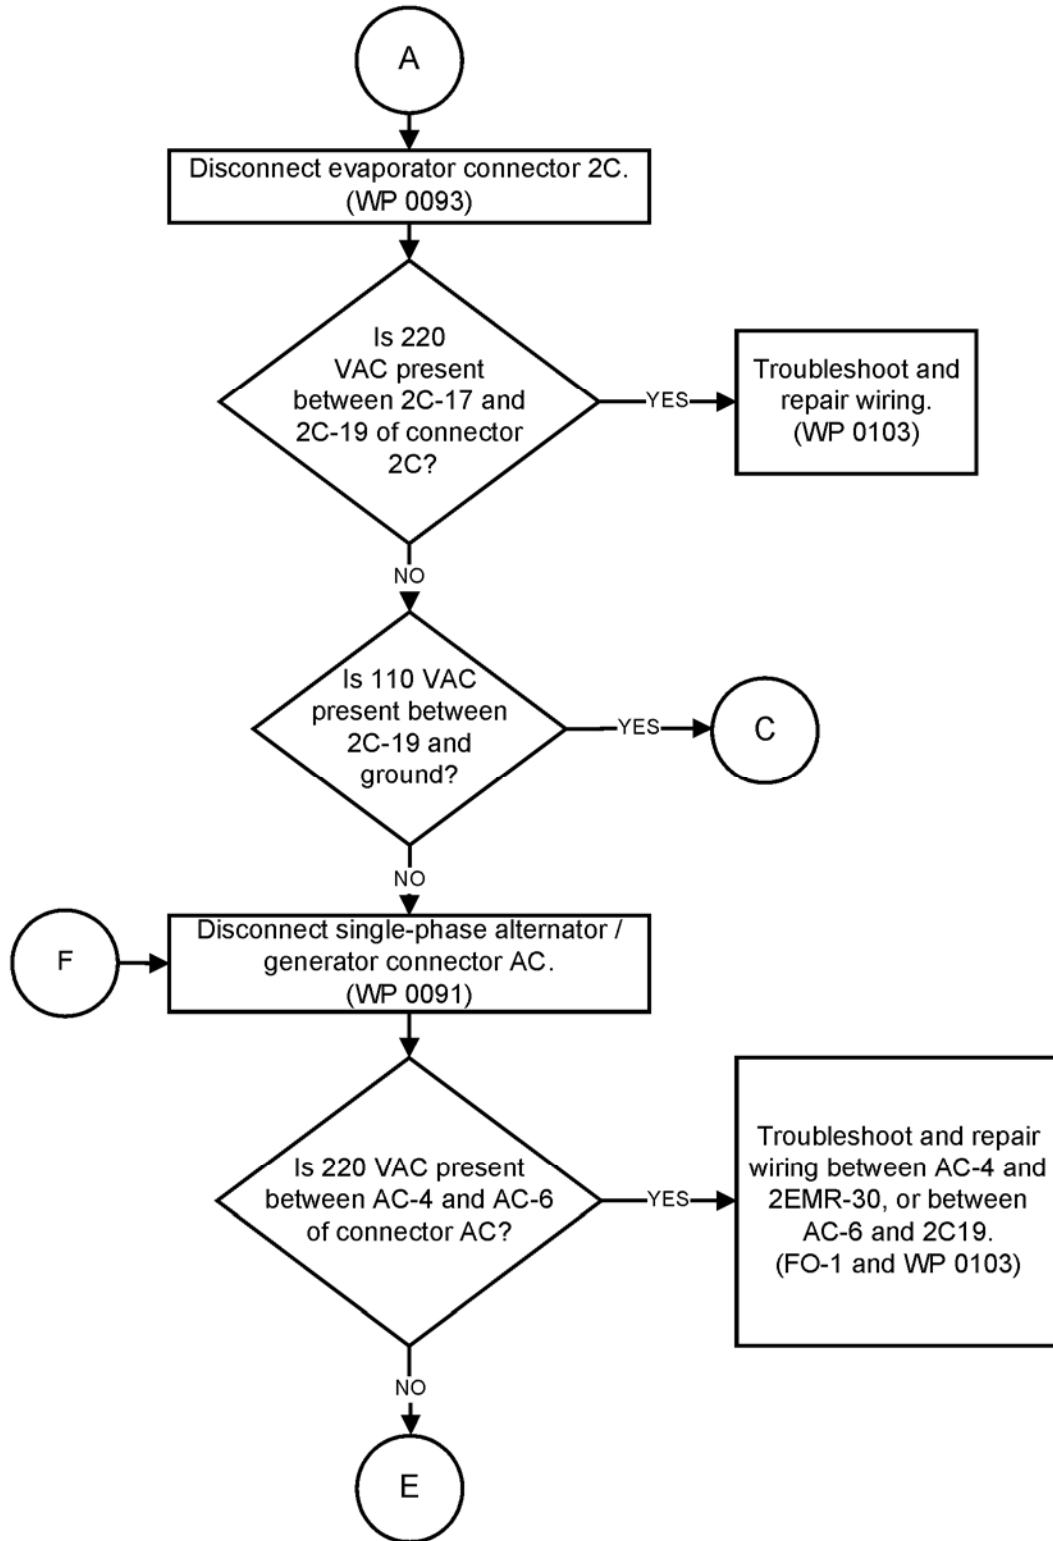 A
Disconnect evaporator connector 2C.
(WP 0093)
Is 220
VAC present
between 2C-17 and
2C-19 of connector
2C?
YES
Troubleshoot and
repair wiring.
(WP 0103)
NO
Is 110 VAC
present between
2C-19 and
ground?
YES
C
NO
F
Disconnect single-phase alternator /
generator connector AC.
(WP 0091)
Is 220 VAC present
between AC-4 and AC-6
of connector AC?
YES
Troubleshoot and repair
wiring between AC-4 and
2EMR-30, or between
AC-6 and 2C19.
(FO-1 and WP 0103)
NO
E